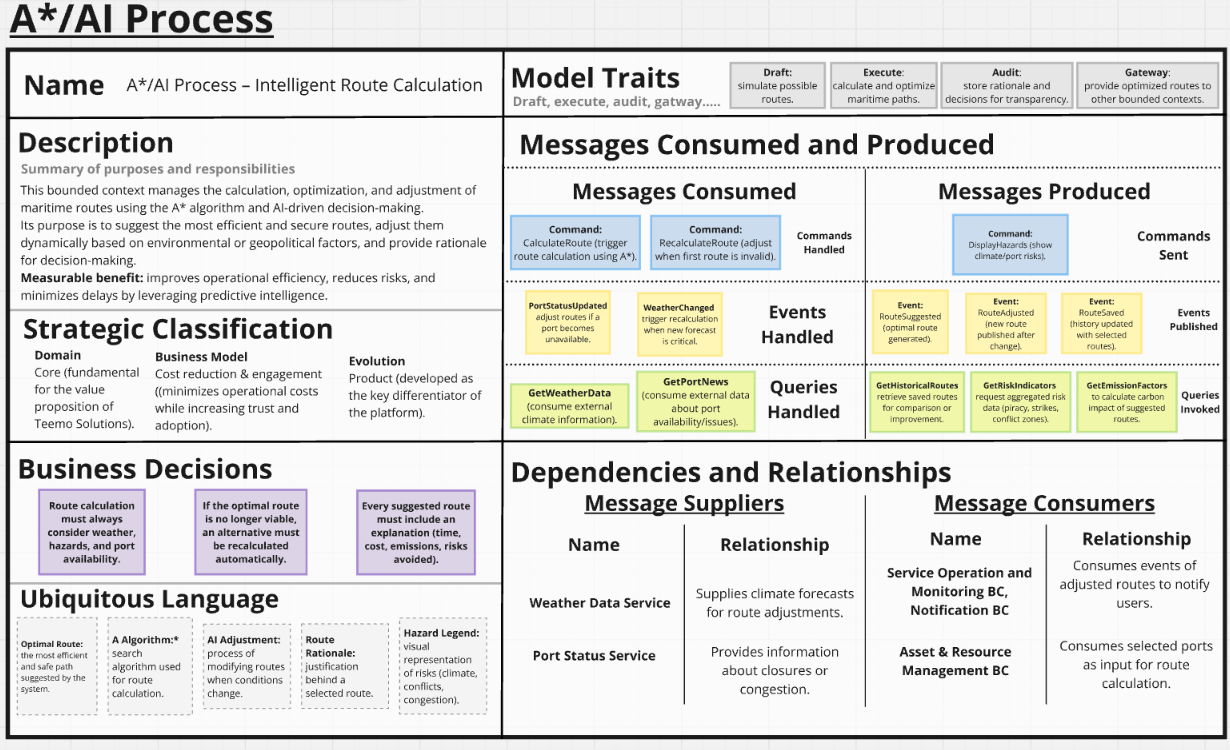 A*/AI Process
Name
A*/AI Process – Intelligent Route Calculation
Description
Summary of purposes and responsibilities
This bounded context manages the calculation, optimization, and adjustment of
maritime routes using the A* algorithm and AI-driven decision-making.
Its purpose is to suggest the most efficient and secure routes, adjust them
dynamically based on environmental or geopolitical factors, and provide rationale
for decision-making.
Measurable benefit: improves operational efficiency, reduces risks, and
minimizes delays by leveraging predictive intelligence.
Strategic Classification
Domain
Core (fundamental
for the value
proposition of
Teemo Solutions).
Business Model
Cost reduction & engagement
((minimizes operational costs
while increasing trust and
adoption).
Evolution
Product (developed as
the key differentiator of
the platform).
Business Decisions
Route calculation
must always
consider weather,
hazards, and port
availability.
If the optimal route
is no longer viable,
an alternative must
be recalculated
automatically.
Every suggested route
must include an
explanation (time,
cost, emissions, risks
avoided).
Ubiquitous Language
Optimal Route:
the most efficient
and safe path
suggested by the
system.
A Algorithm:*
search
algorithm used
for route
calculation.
AI Adjustment:
process of
modifying routes
when conditions
change.
Route
Rationale:
justification
behind a
selected route.
Hazard Legend:
visual
representation
of risks (climate,
conflicts,
congestion).
Model Traits
Draft, execute, audit, gatway.....
Draft:
simulate possible
routes.
Execute:
calculate and optimize
maritime paths.
Audit:
store rationale and
decisions for transparency.
Gateway:
provide optimized routes to
other bounded contexts.
Messages Consumed and Produced
Messages Consumed
Command:
CalculateRoute (trigger
route calculation using A*).
Command:
RecalculateRoute (adjust
when first route is invalid).
Commands
Handled
PortStatusUpdated
adjust routes if a
port becomes
unavailable.
WeatherChanged
trigger recalculation
when new forecast
is critical.
Events
Handled
GetWeatherData
(consume external
climate information).
GetPortNews
(consume external data
about port
availability/issues).
Queries
Handled
Messages Produced
Command:
DisplayHazards (show
climate/port risks).
Commands
Sent
Event:
RouteSuggested
(optimal route
generated).
Event:
RouteAdjusted
(new route
published after
change).
Event:
RouteSaved
(history updated
with selected
routes).
Events
Published
GetHistoricalRoutes
retrieve saved routes
for comparison or
improvement.
GetRiskIndicators
request aggregated risk
data (piracy, strikes,
conflict zones).
GetEmissionFactors
to calculate carbon
impact of suggested
routes.
Queries
Invoked
Dependencies and Relationships
Message Suppliers
Name
Relationship
Weather Data Service
Supplies climate forecasts
for route adjustments.
Port Status Service
Provides information
about closures or
congestion.
Message Consumers
Name
Relationship
Service Operation and
Monitoring BC,
Notification BC
Consumes events of
adjusted routes to notify
users.
Asset & Resource
Management BC
Consumes selected ports
as input for route
calculation.